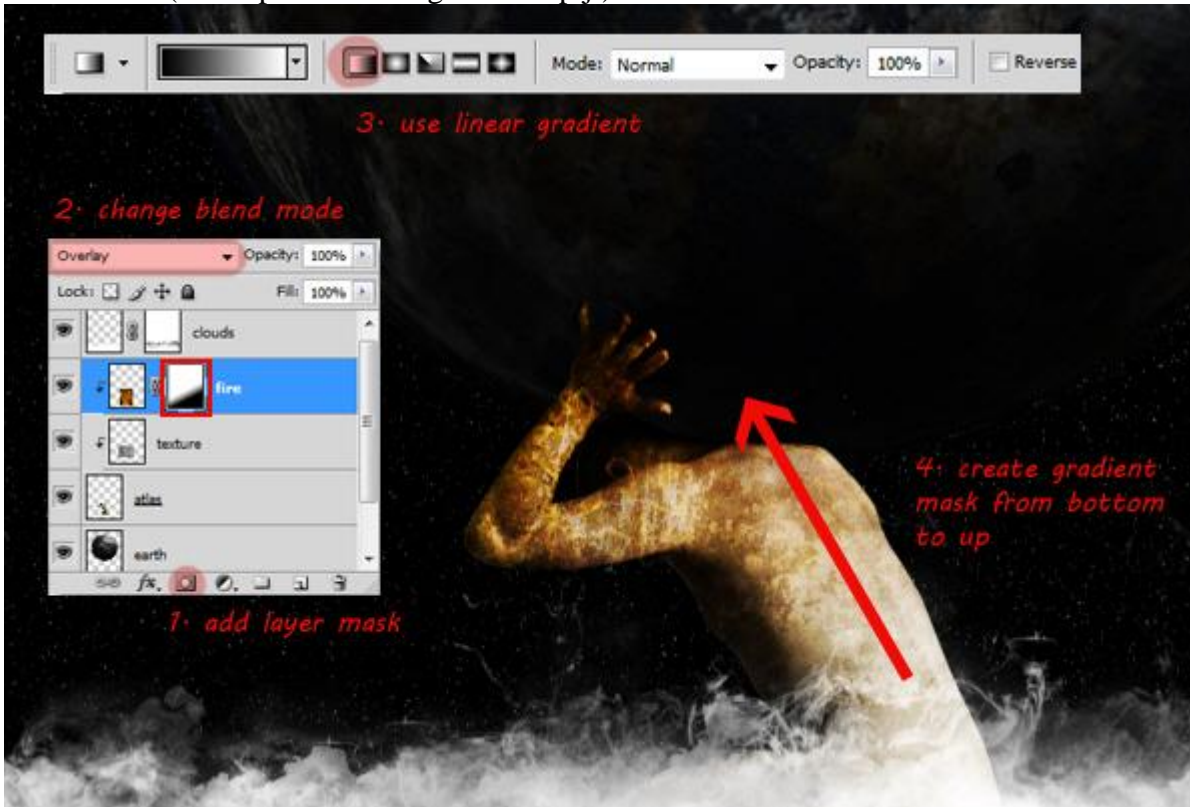 Mode: Normal Opacity: 100% Reverse
3. use linear gradient
2. change blend mode
Overlay Opacity: 100%
Lock: Fill: 100%
clouds
fire
texture
atlas
earth
fx.
1. add layer mask
4. create gradient
mask from bottom
to up